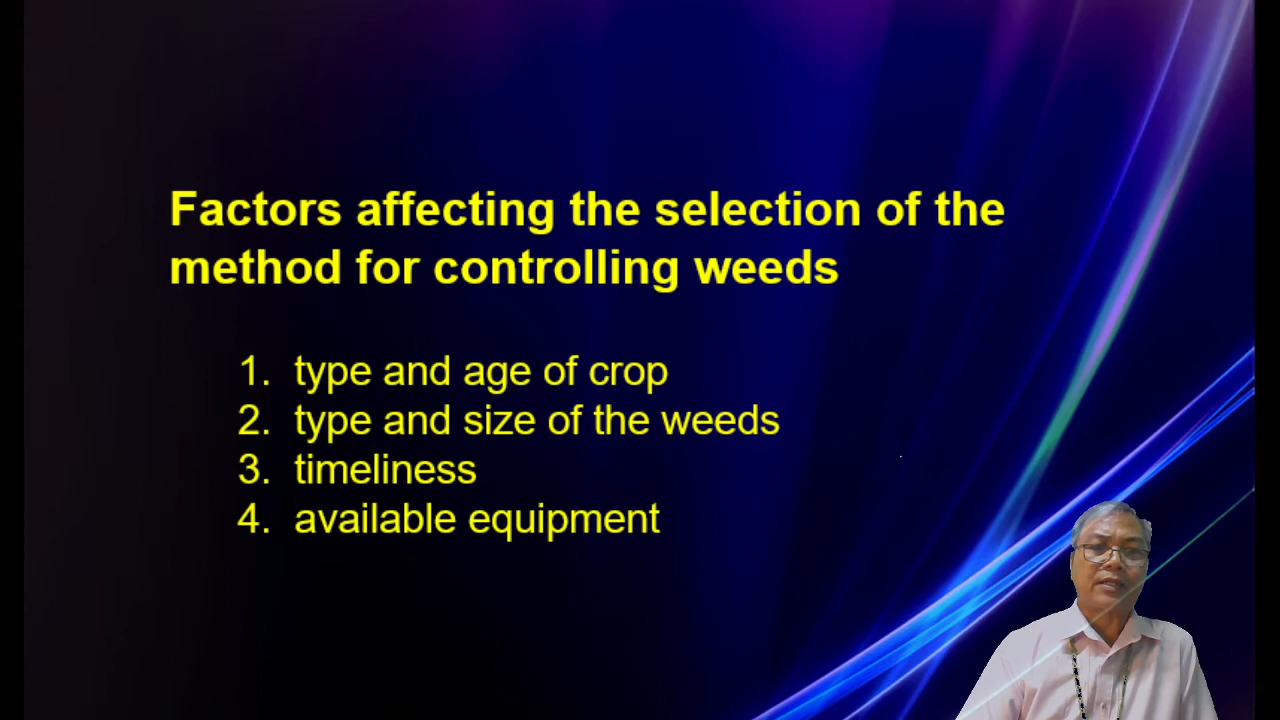 Factors affecting the selection of the
method for controlling weeds
1. type and age of crop
2. type and size of the weeds
3. timeliness
4. available equipment